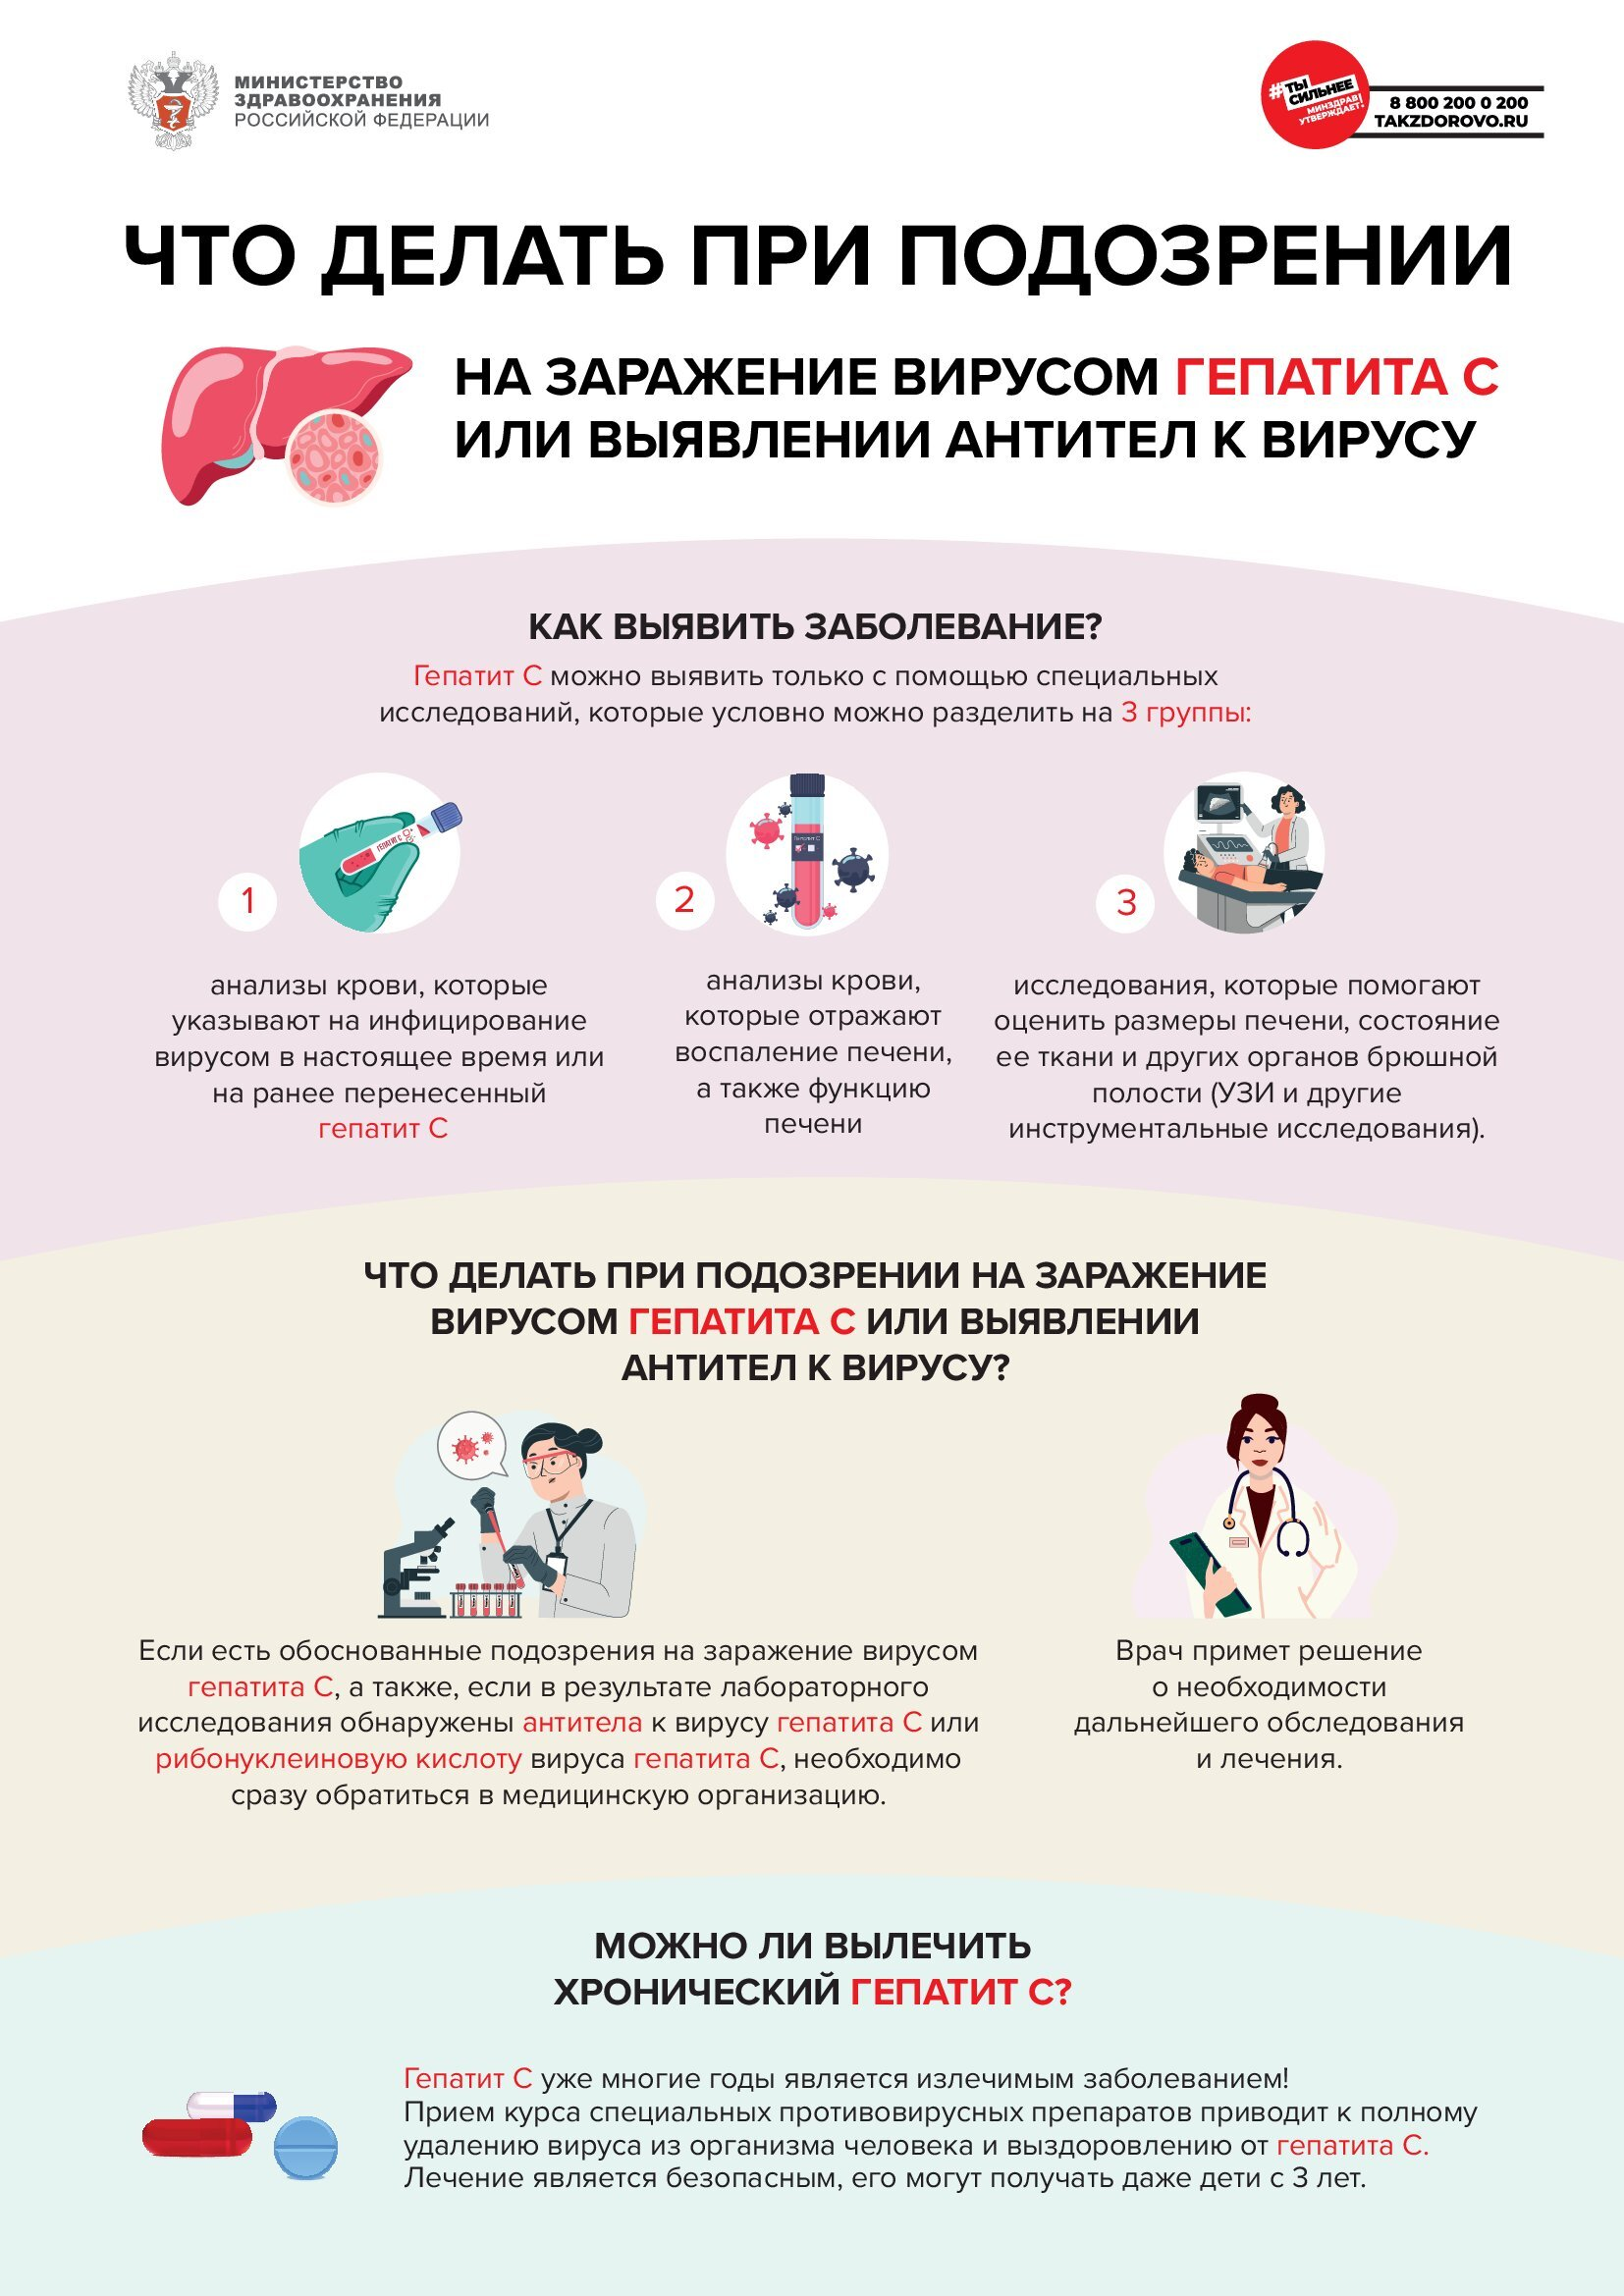 МИНИСТЕРСТВО
ЗДРАВООХРАНЕНИЯ
РОССИЙСКОЙ ФЕДЕРАЦИИ
#ТЫ
СИЛЬНЕЕ
МИНЗДРАВ
УТВЕРЖДАЕТ!
8 800 200 0 200
TAKZDOROVO.RU
ЧТО ДЕЛАТЬ ПРИ ПОДОЗРЕНИИ
НА ЗАРАЖЕНИЕ ВИРУСОМ ГЕПАТИТА С
ИЛИ ВЫЯВЛЕНИИ АНТИТЕЛ К ВИРУСУ
КАК ВЫЯВИТЬ ЗАБОЛЕВАНИЕ?
Гепатит С можно выявить только с помощью специальных
исследований, которые условно можно разделить на 3 группы:
ГЕПАТИТ С
1
анализы крови, которые
указывают на инфицирование
вирусом в настоящее время или
на ранее перенесенный
гепатит С
Гепатит С
2
анализы крови,
которые отражают
воспаление печени,
а также функцию
печени
3
исследования, которые помогают
оценить размеры печени, состояние
ее ткани и других органов брюшной
полости (УЗИ и другие
инструментальные исследования).
ЧТО ДЕЛАТЬ ПРИ ПОДОЗРЕНИИ НА ЗАРАЖЕНИЕ
ВИРУСОМ ГЕПАТИТА С ИЛИ ВЫЯВЛЕНИИ
АНТИТЕЛ К ВИРУСУ?
Если есть обоснованные подозрения на заражение вирусом
гепатита С, а также, если в результате лабораторного
исследования обнаружены антитела к вирусу гепатита С или
рибонуклеиновую кислоту вируса гепатита С, необходимо
сразу обратиться в медицинскую организацию.
Врач примет решение
о необходимости
дальнейшего обследования
и лечения.
МОЖНО ЛИ ВЫЛЕЧИТЬ
ХРОНИЧЕСКИЙ ГЕПАТИТ С?
Гепатит С уже многие годы является излечимым заболеванием!
Прием курса специальных противовирусных препаратов приводит к полному
удалению вируса из организма человека и выздоровлению от гепатита С.
Лечение является безопасным, его могут получать даже дети с 3 лет.